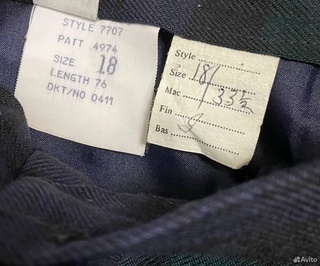 STYLE 7707
PATT 4974
SIZE 18
LENGTH 76
DKT/NO 0411
Style
Size 18
Mac 33½
Fin
Bas
Avito